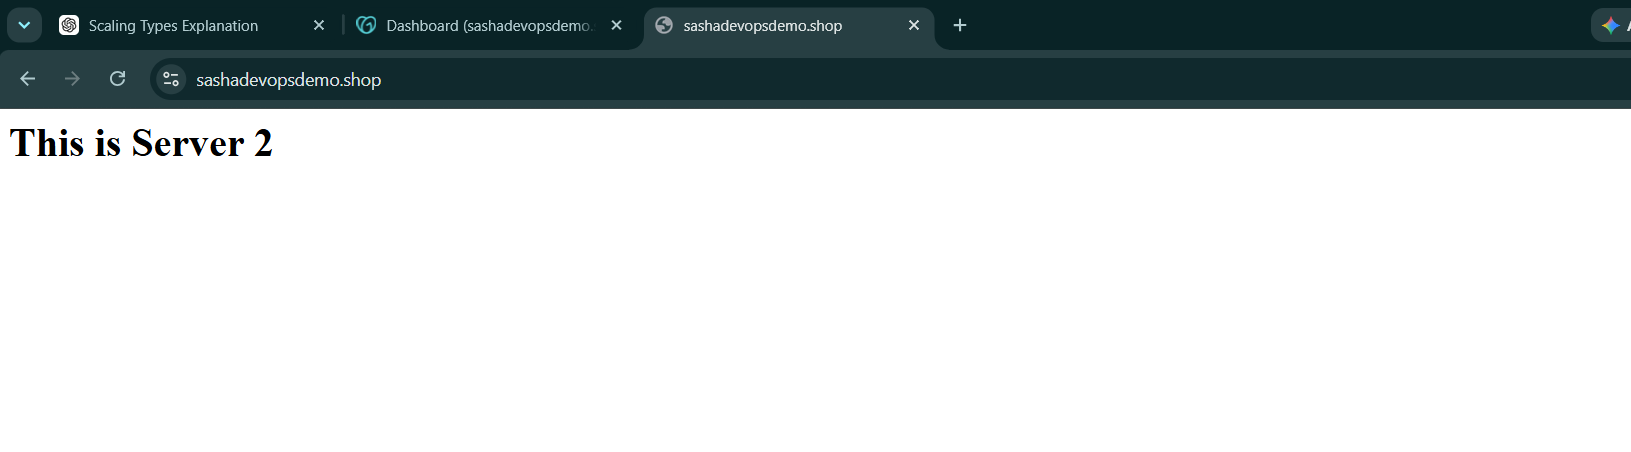 Scaling Types Explanation
Dashboard (sashadevopsdemo.
sashadevopsdemo.shop
sashadevopsdemo.shop
This is Server 2